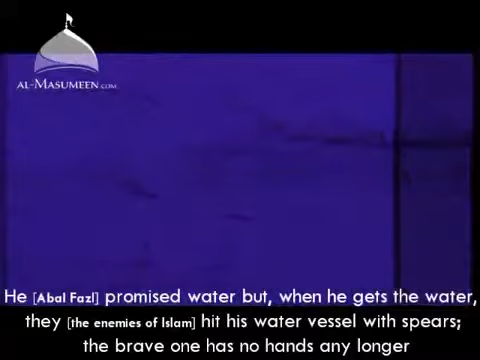 AL-MASUMEEN.COM
He [Abal Fazl] promised water but, when he gets the water,
they [the enemies of Islam] hit his water vessel with spears;
the brave one has no hands any longer